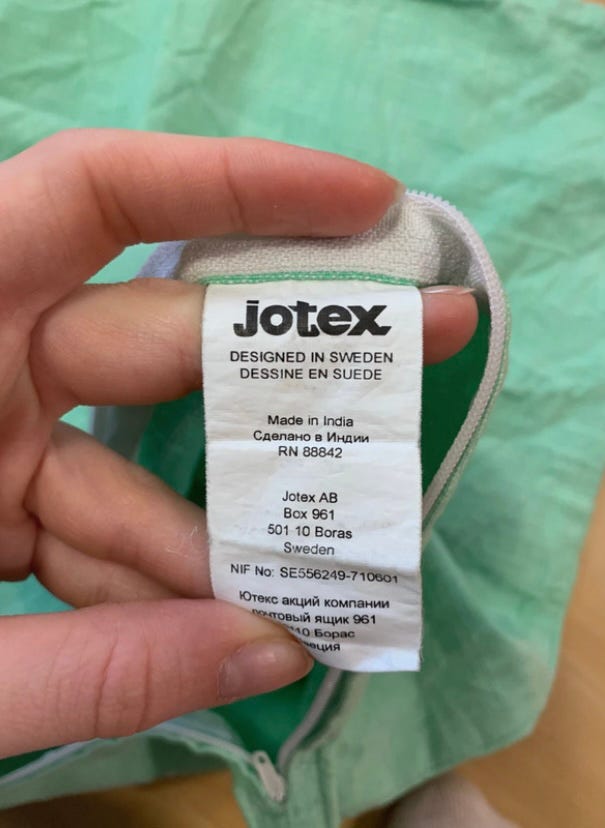 jotex
DESIGNED IN SWEDEN
DESSINE EN SUEDE
Made in India
Сделано в Индии
RN 88842
Jotex AB
Box 961
501 10 Boras
Sweden
NIF No: SE556249-710601
Ютекс акций компании
ящик 961
Борас